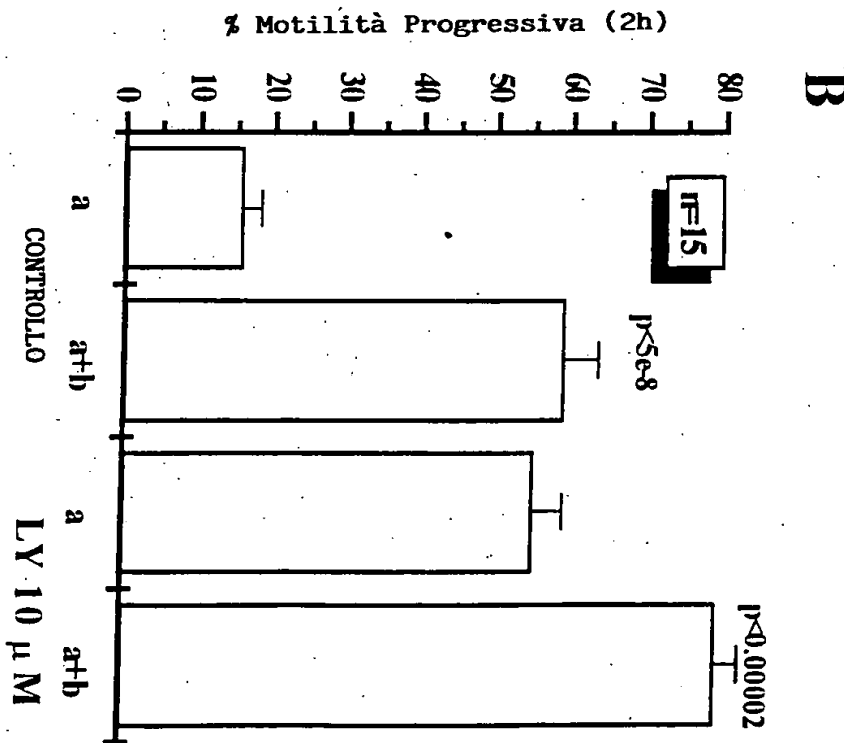 B
% Motilità Progressiva (2h)
80
70
60
50
40
30
20
10
0
n=15
p<5e-8
p<0.00002
a
a+b
a
a+b
CONTROLLO
LY 10 μM